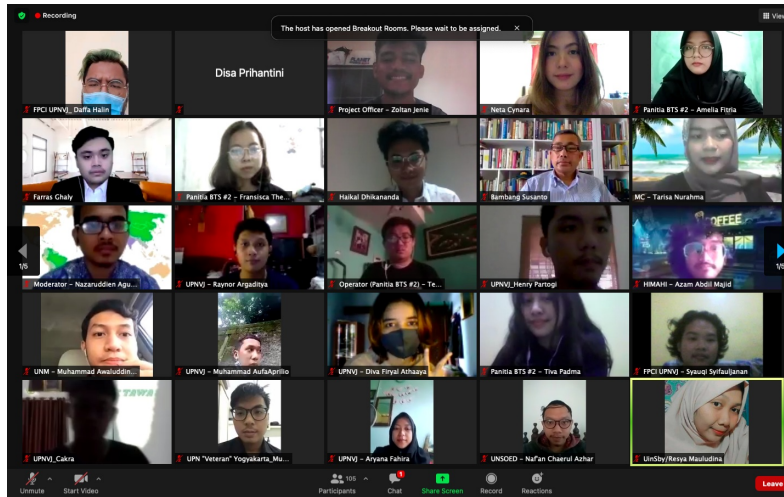 Recording
The host has opened Breakout Rooms. Please wait to be assigned.
View
FPCI UPNVJ_ Daffa Halin
Disa Prihantini
Project Officer - Zoltan Jenie
Neta Cynara
Panitia BTS #2 - Amelia Fitria
Farras Ghaly
Panitia BTS #2 - Fransisca The...
Haikal Dhikananda
Bambang Susanto
MC - Tarisa Nurahma
1/5
Moderator - Nazaruddien Agu...
UPNVJ - Raynor Argaditya
Operator (Panitia BTS #2) - Te...
UPNVJ_Henry Partogi
OFFEE
HIMAHI - Azam Abdil Majid
1/5
UNM - Muhammad Awaluddin...
UPNVJ - Muhammad AufaAprilio
UPNVJ - Diva Firyal Athaaya
Panitia BTS #2 - Tiva Padma
FPCI UPNVJ - Syauqi Syifauljanan
TAWA
UPNVJ_Cakra
UPN "Veteran" Yogyakarta_Mu...
UPNVJ - Aryana Fahira
UNSOED - Naf'an Chaerul Azhar
UinSby/Resya Mauludina
105
1
Unmute
Start Video
Participants
Chat
Share Screen
Record
Reactions
Leave